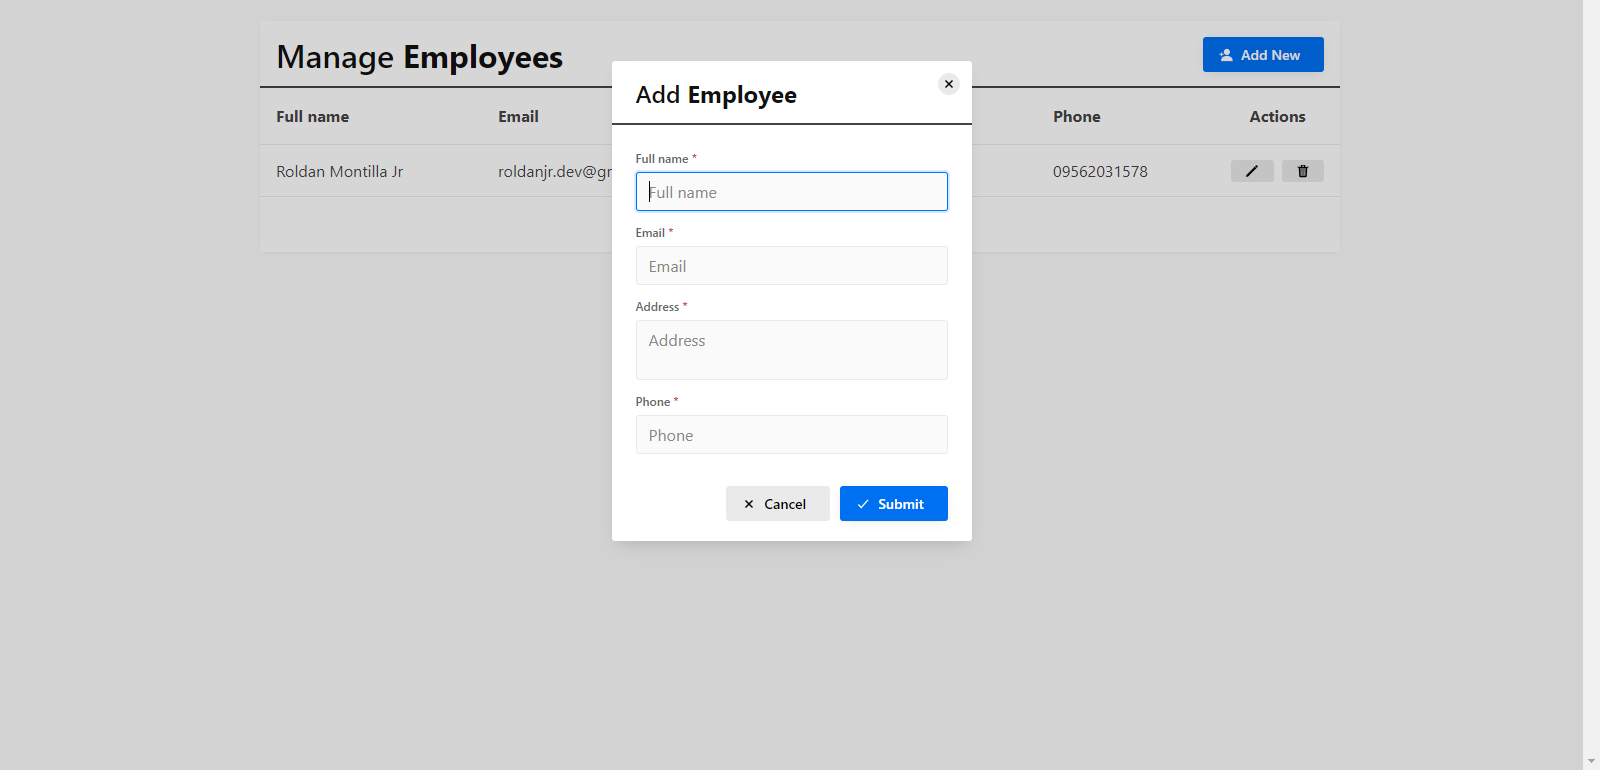 Manage Employees
Add New
Full name Email Phone Actions
Roldan Montilla Jr roldanjr.dev@gr 09562031578
Add Employee
Full name *
Full name
Email *
Email
Address *
Address
Phone *
Phone
Cancel Submit